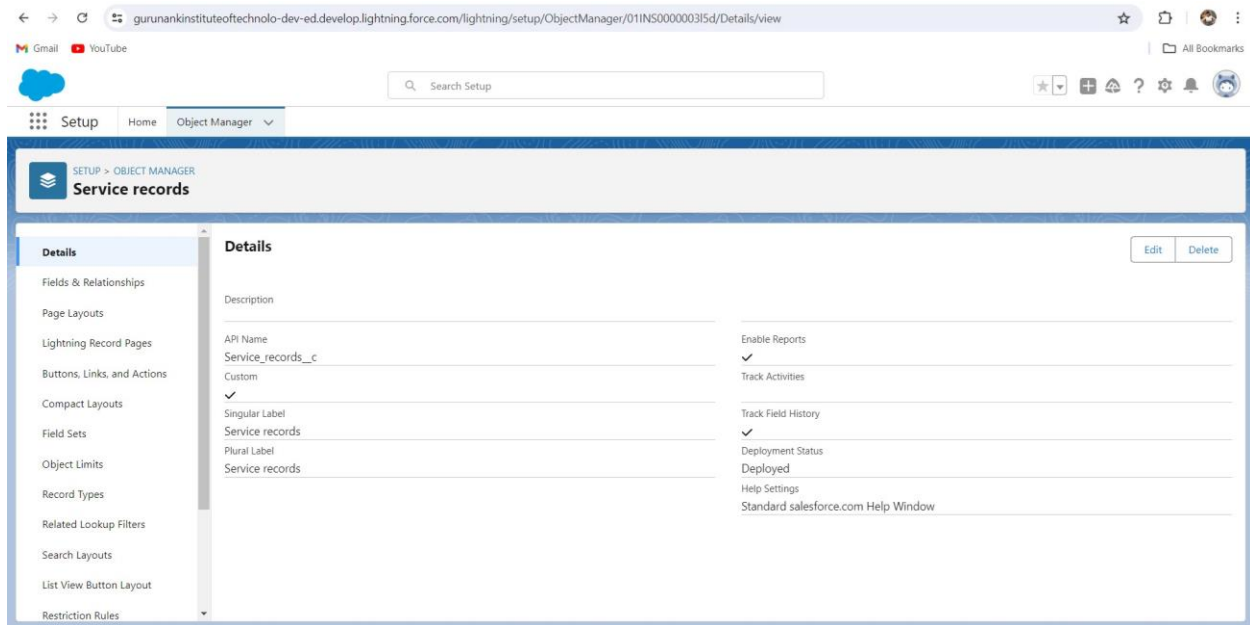 gurunankinstituteoftechnolo-dev-ed.develop.lightning.force.com/lightning/setup/ObjectManager/01INS0000003l5d/Details/view
Gmail YouTube All Bookmarks
Search Setup
Setup Home Object Manager
SETUP > OBJECT MANAGER
Service records
Details
Fields & Relationships
Page Layouts
Lightning Record Pages
Buttons, Links, and Actions
Compact Layouts
Field Sets
Object Limits
Record Types
Related Lookup Filters
Search Layouts
List View Button Layout
Restriction Rules
Details
Edit Delete
Description
API Name
Service_records__c
Custom
Singular Label
Service records
Plural Label
Service records
Enable Reports
Track Activities
Track Field History
Deployment Status
Deployed
Help Settings
Standard salesforce.com Help Window